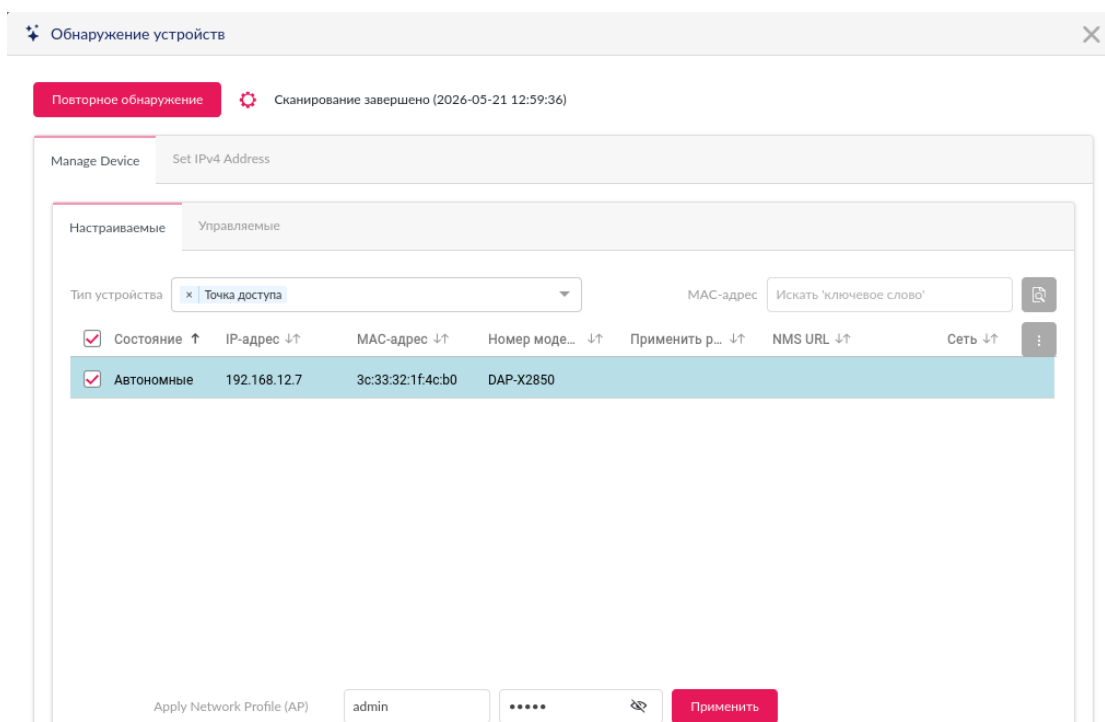 Обнаружение устройств
Повторное обнаружение Сканирование завершено (2026-05-21 12:59:36)
Manage Device Set IPv4 Address
Настраиваемые Управляемые
Тип устройства × Точка доступа МАС-адрес Искать 'ключевое слово'
Состояние ↑ IP-адрес ↓↑ МАС-адрес ↓↑ Номер моде... ↓↑ Применить р... ↓↑ NMS URL ↓↑ Сеть ↓↑
Автономные 192.168.12.7 3c:33:32:1f:4c:b0 DAP-X2850
Apply Network Profile (AP) admin ••••• Применить